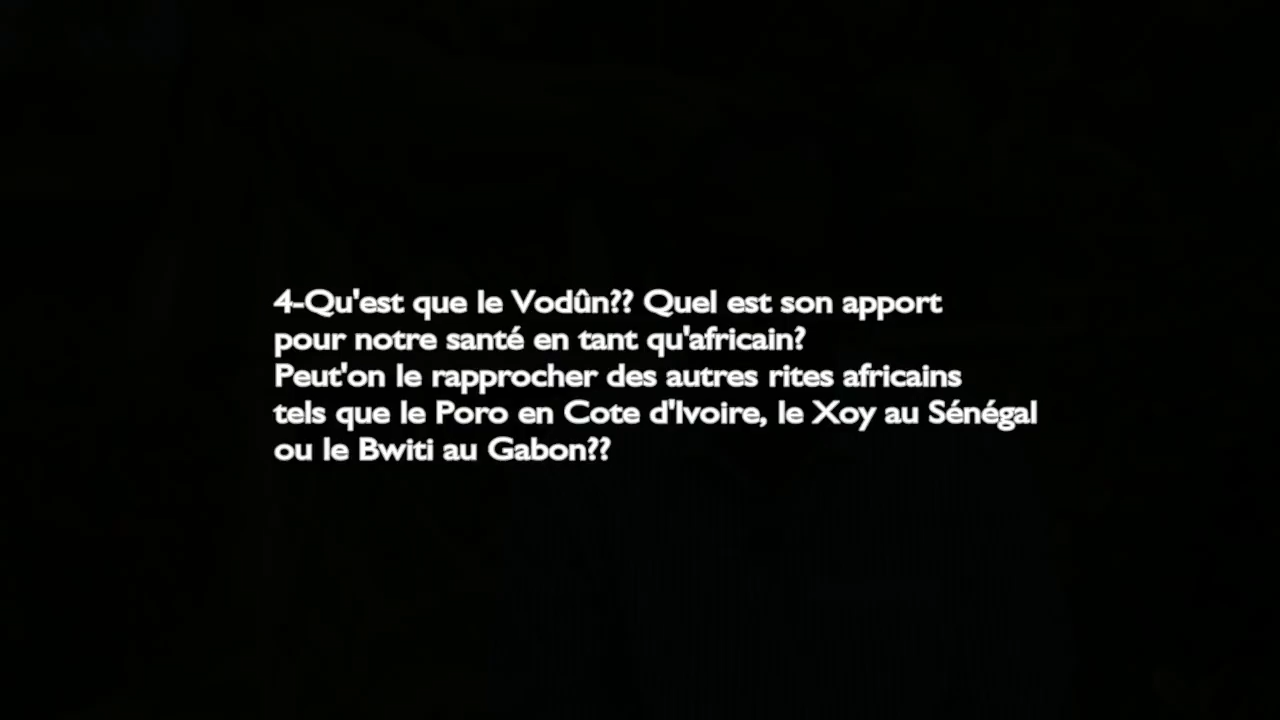 4-Qu'est que le Vodûn?? Quel est son apport
pour notre santé en tant qu'africain?
Peut'on le rapprocher des autres rites africains
tels que le Poro en Cote d'Ivoire, le Xoy au Sénégal
ou le Bwiti au Gabon??